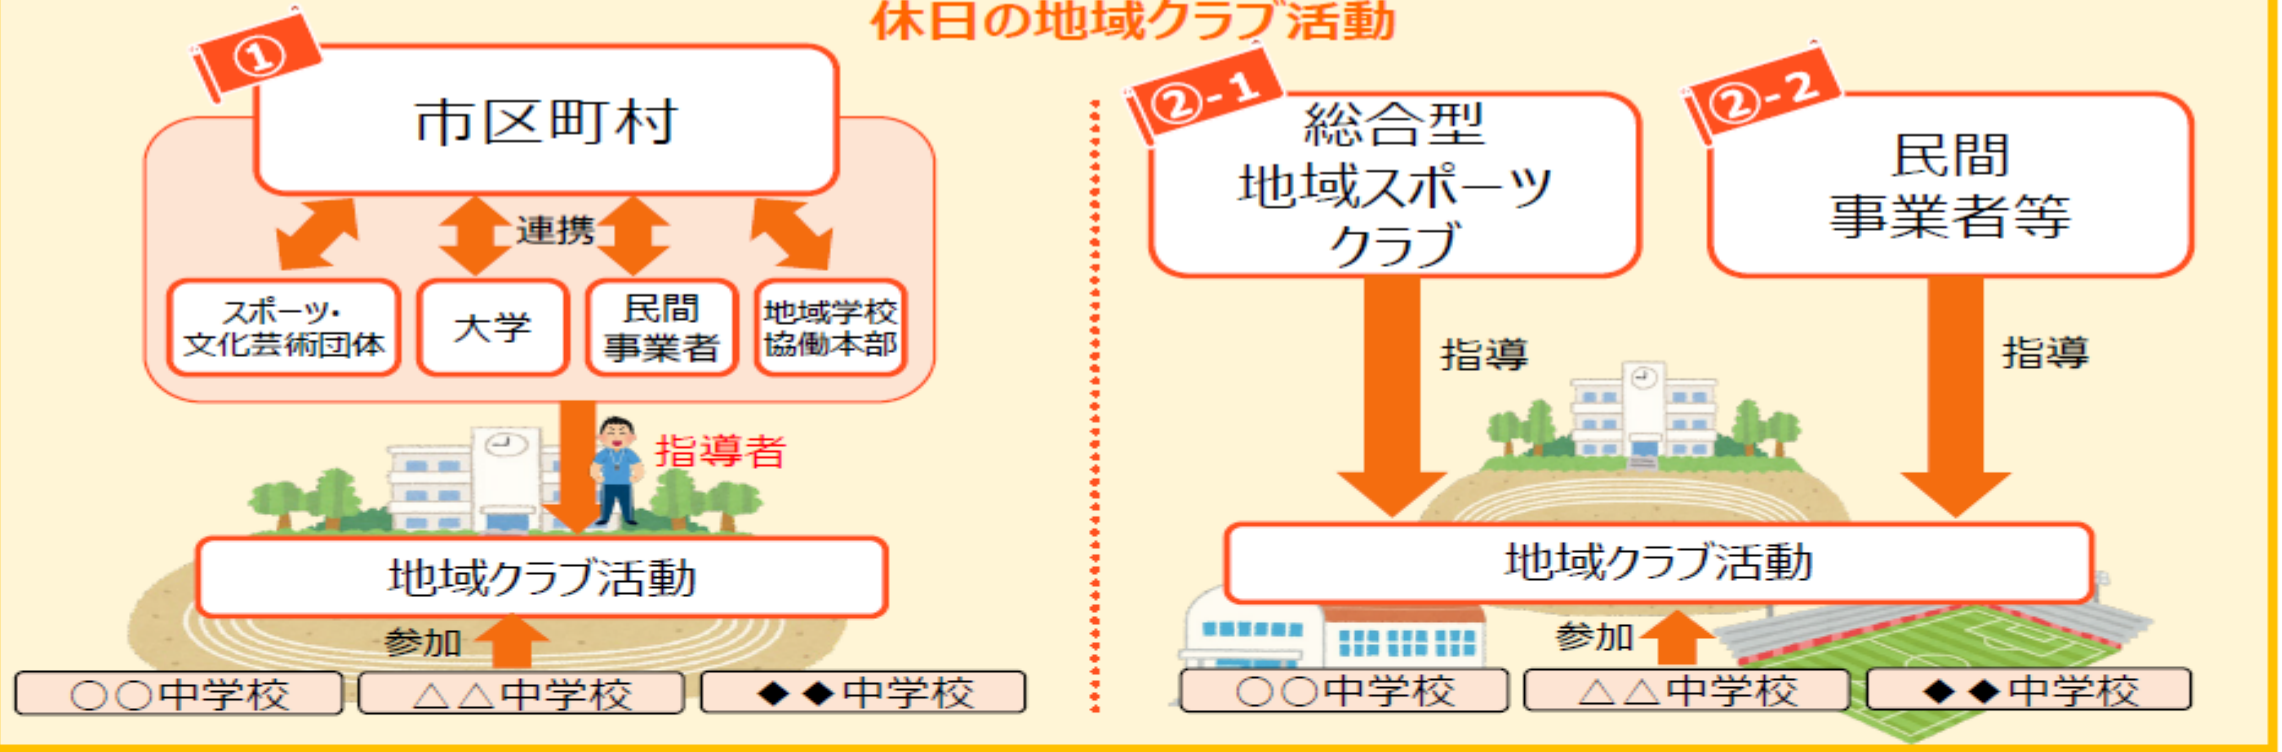 休日の地域クラブ活動
①
市区町村
連携
スポーツ・
文化芸術団体
大学
民間
事業者
地域学校
協働本部
指導者
地域クラブ活動
参加
○○中学校
△△中学校
◆◆中学校
②-1
総合型
地域スポーツ
クラブ
②-2
民間
事業者等
指導
指導
地域クラブ活動
参加
○○中学校
△△中学校
◆◆中学校